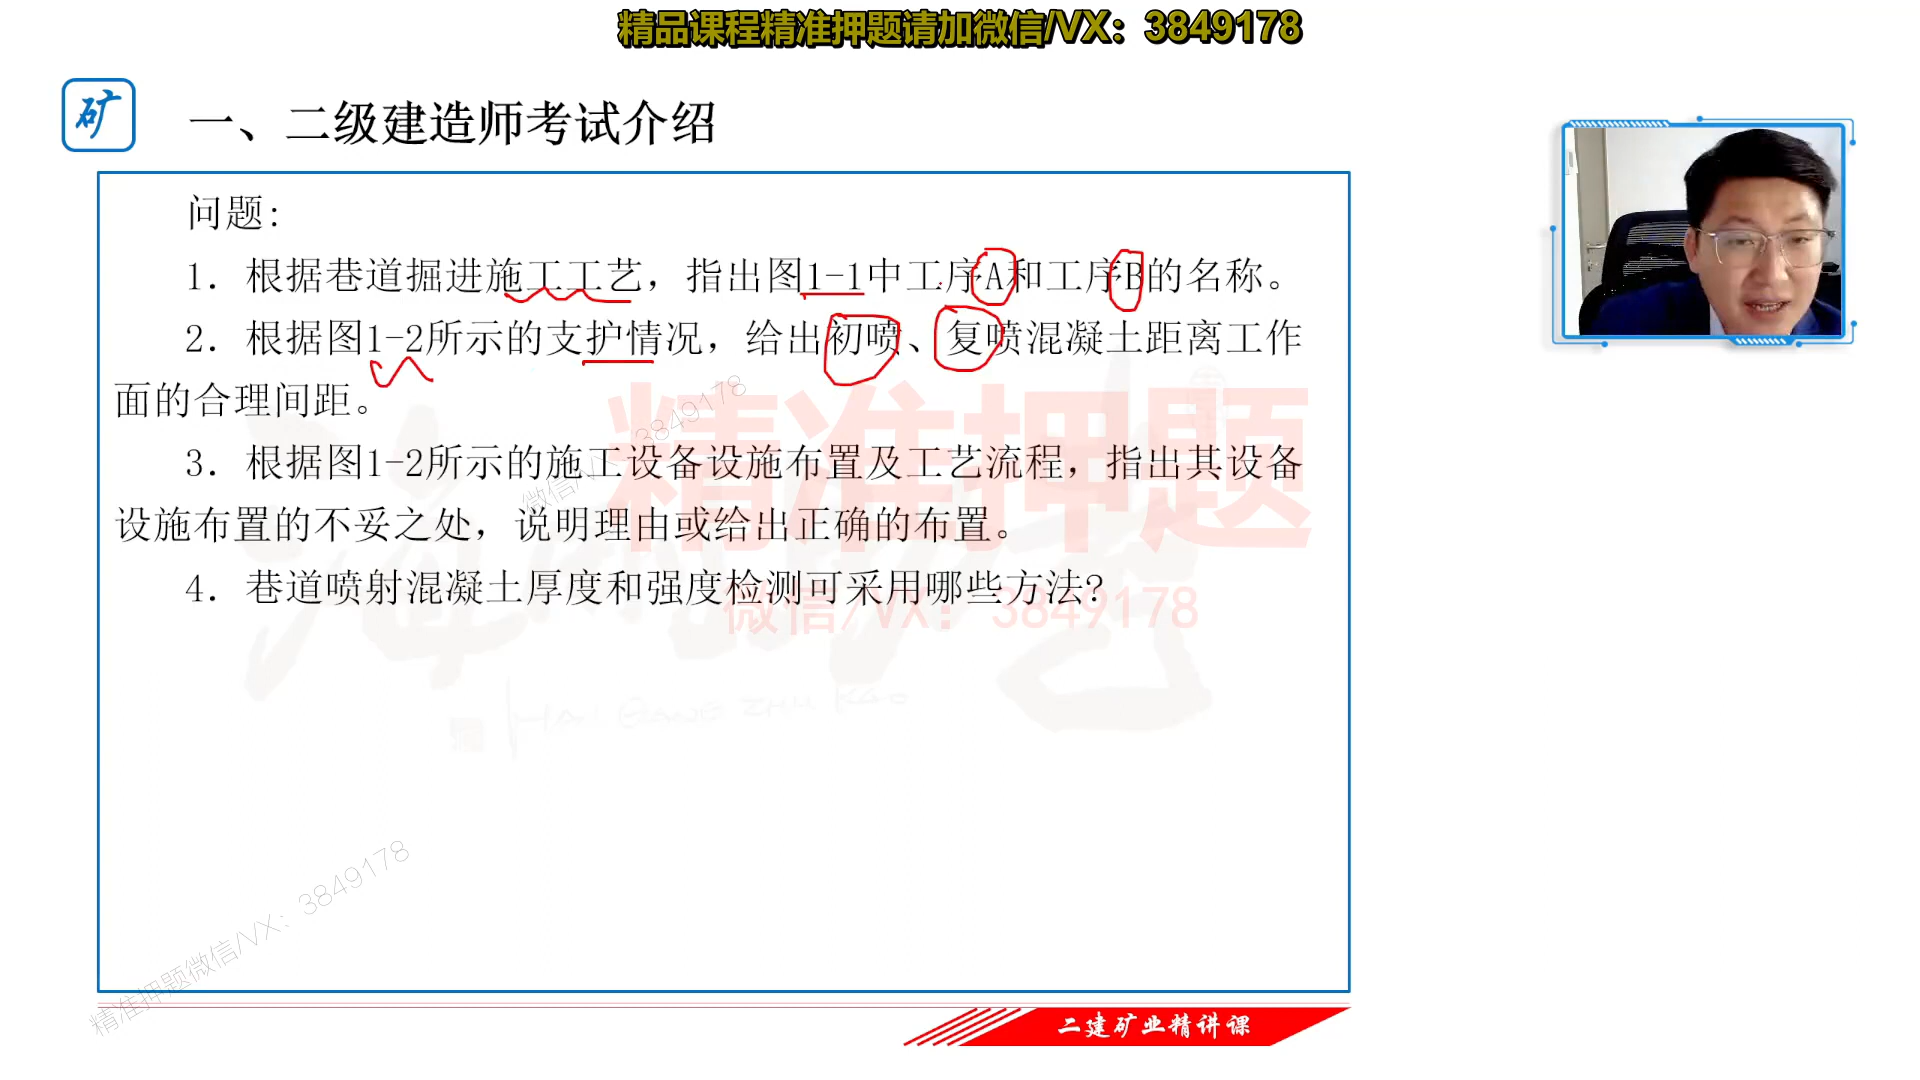 精品课程精准押题请加微信/VX：3849178
矿
一、二级建造师考试介绍
问题:
1. 根据巷道掘进施工工艺，指出图1-1中工序A和工序B的名称。
2. 根据图1-2所示的支护情况，给出初喷、复喷混凝土距离工作
面的合理间距。
3. 根据图1-2所示的施工设备设施布置及工艺流程，指出其设备
设施布置的不妥之处，说明理由或给出正确的布置。
4. 巷道喷射混凝土厚度和强度检测可采用哪些方法?
精准押题
微信/VX：3849178
精准押题微信/VX：3849178
二建矿业精讲课